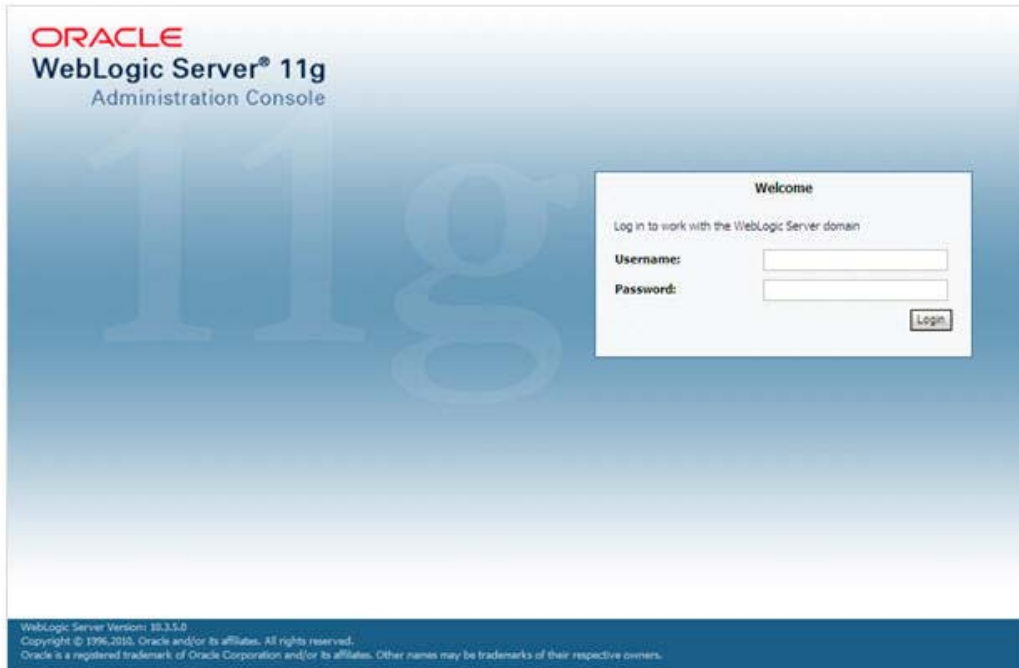 ORACLE
WebLogic Server® 11g
Administration Console
11g
Welcome
Log in to work with the WebLogic Server domain
Username:
Password:
Login
WebLogic Server Version: 10.3.5.0
Copyright © 1996,2010, Oracle and/or its affiliates. All rights reserved.
Oracle is a registered trademark of Oracle Corporation and/or its affiliates. Other names may be trademarks of their respective owners.